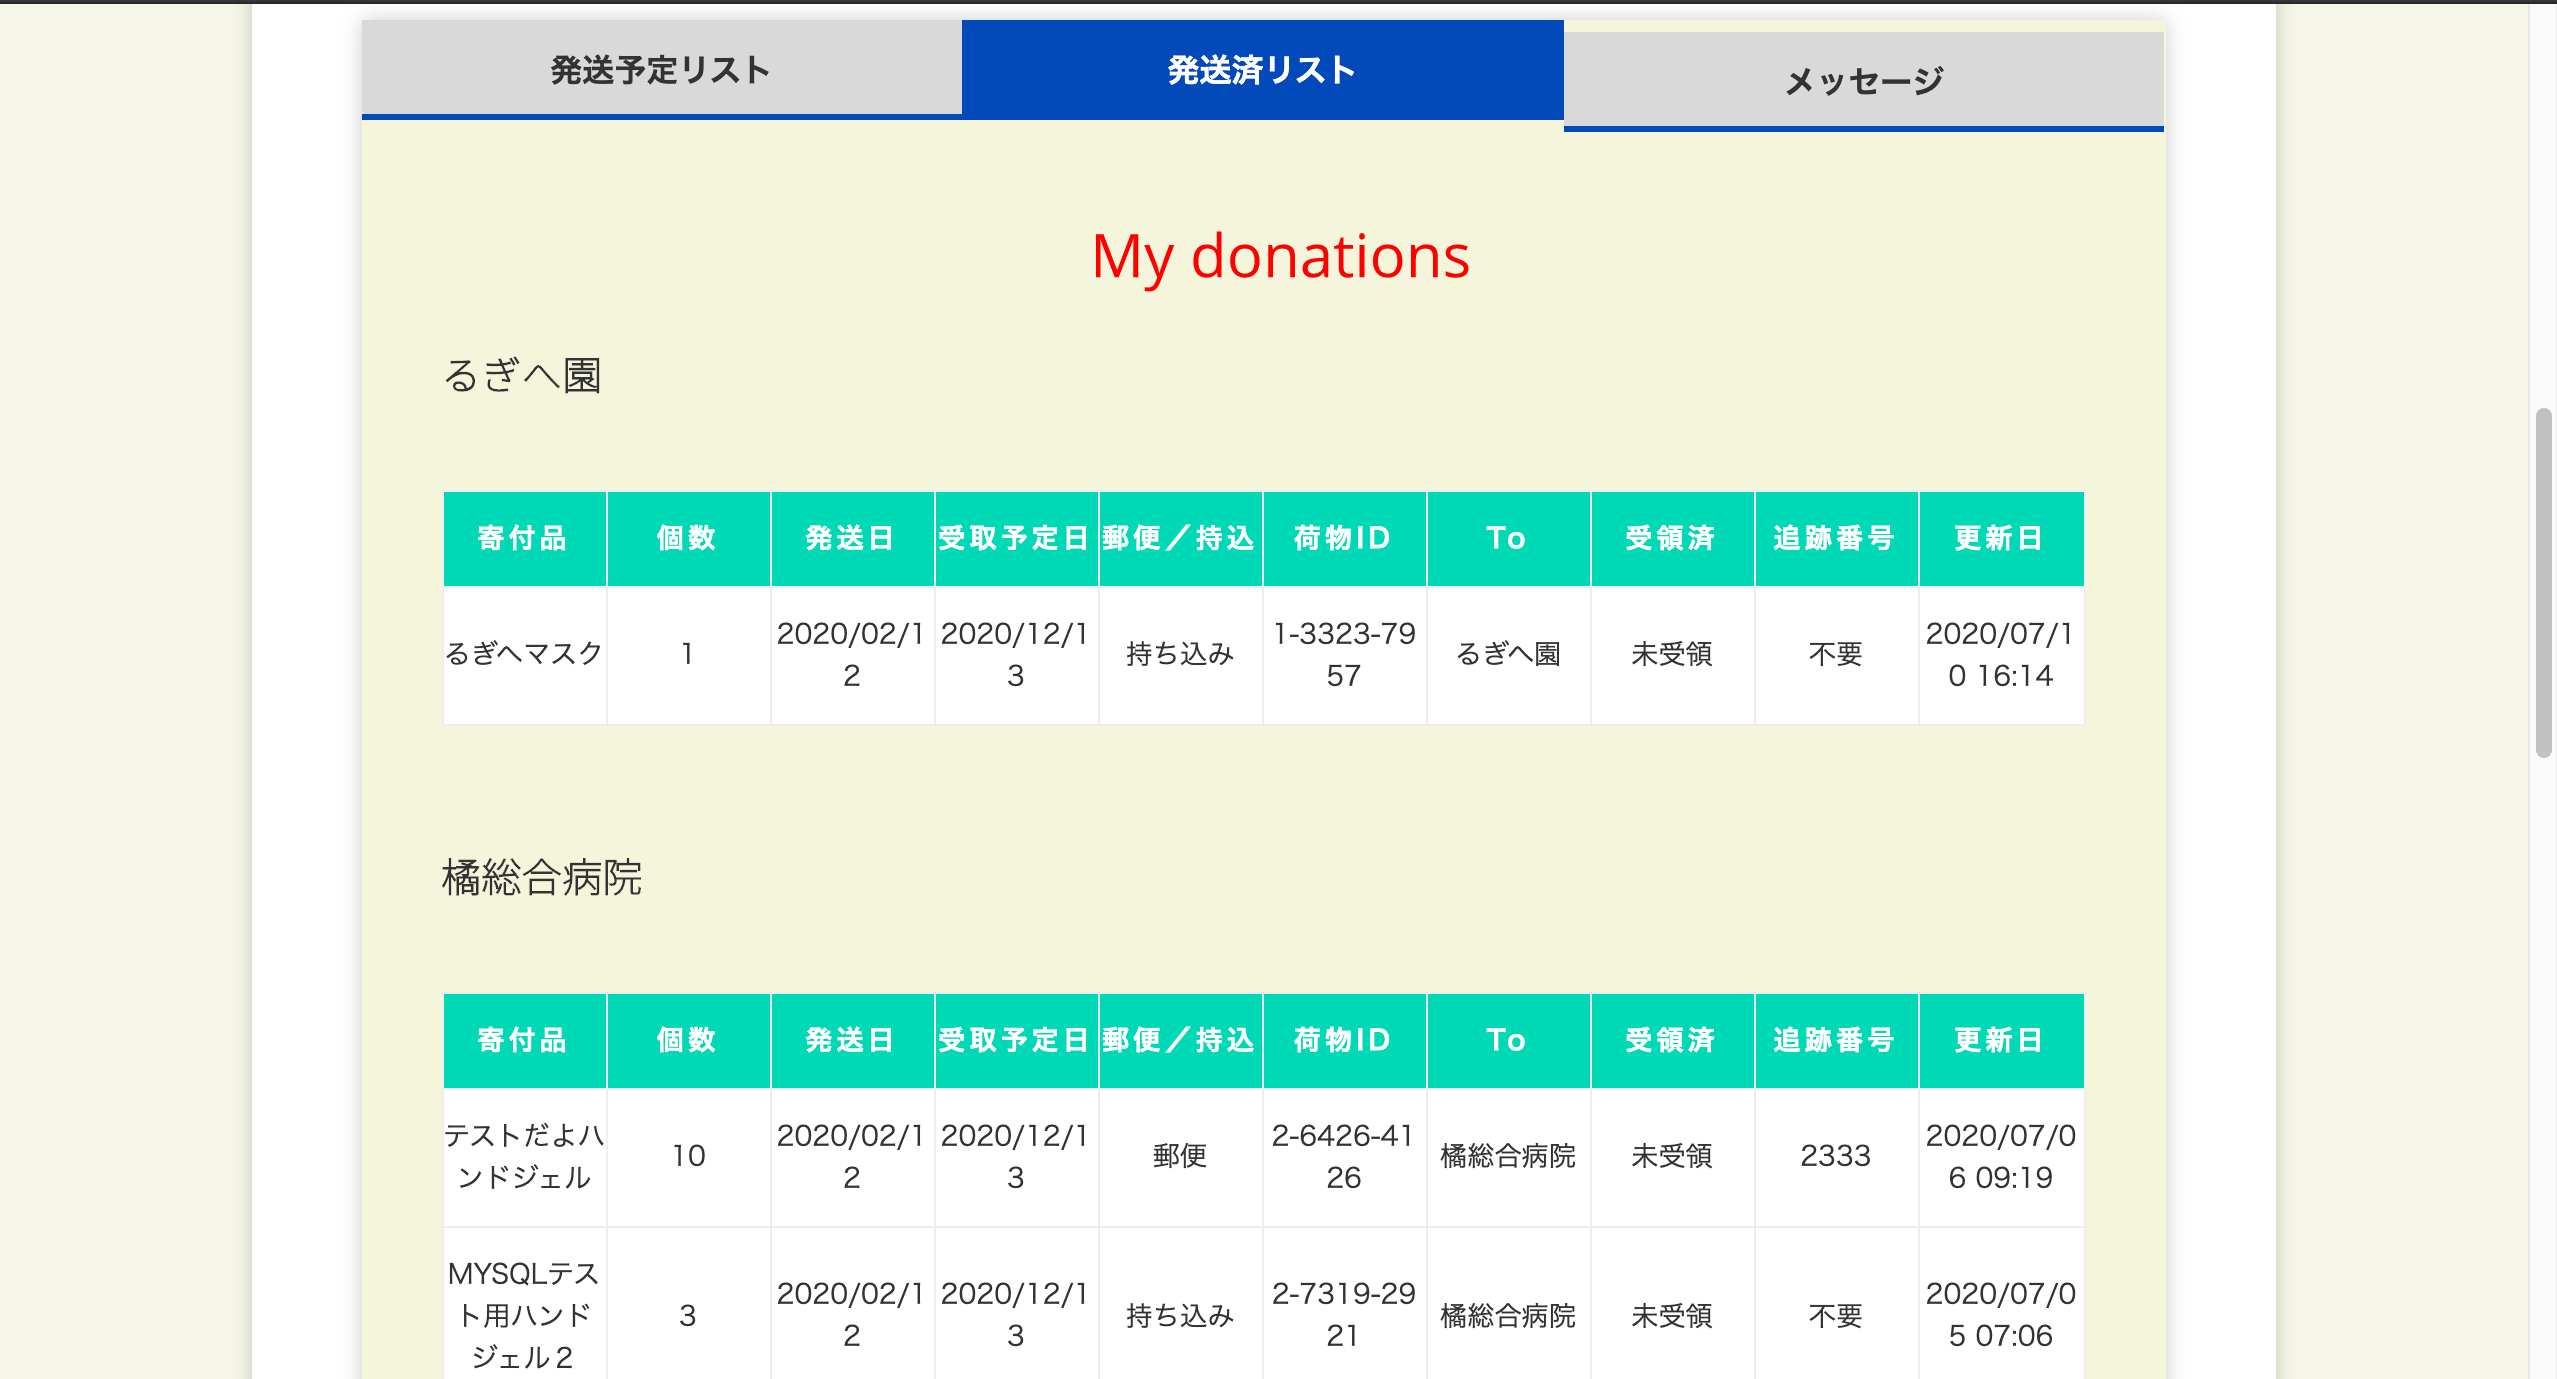 発送予定リスト 発送済リスト メッセージ
My donations
るぎへ園
寄付品 個数 発送日 受取予定日 郵便／持込 荷物ID To 受領済 追跡番号 更新日
るぎへマスク 1 2020/02/12 2020/12/13 持ち込み 1-3323-7957 るぎへ園 未受領 不要 2020/07/10 16:14
橘総合病院
寄付品 個数 発送日 受取予定日 郵便／持込 荷物ID To 受領済 追跡番号 更新日
テストだよハンドジェル 10 2020/02/12 2020/12/13 郵便 2-6426-4126 橘総合病院 未受領 2333 2020/07/06 09:19
MYSQLテスト用ハンドジェル２ 3 2020/02/12 2020/12/13 持ち込み 2-7319-2921 橘総合病院 未受領 不要 2020/07/05 07:06